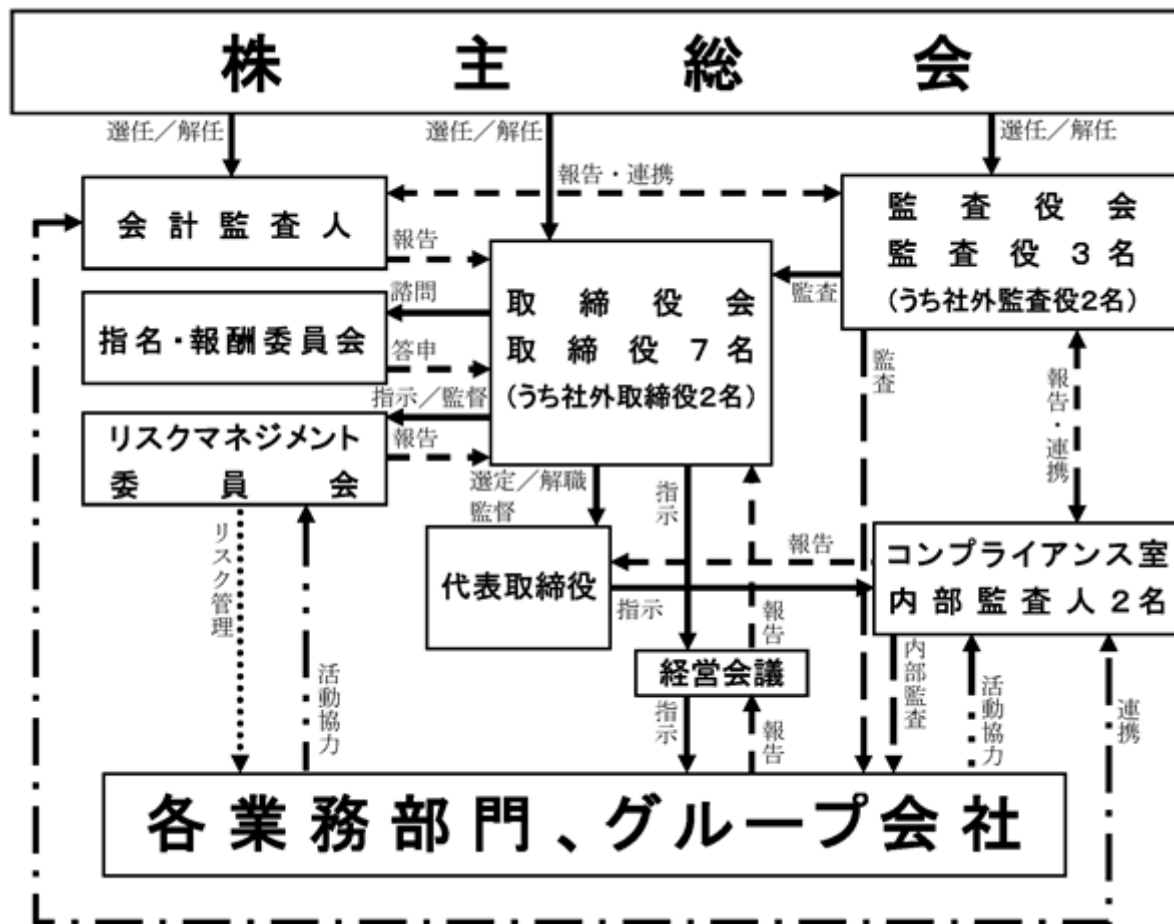 株主総会
選任／解任
選任／解任
選任／解任
報告・連携
会計監査人
監査役会
監査役3名
(うち社外監査役2名)
報告
監査
諮問
取締役会
取締役7名
(うち社外取締役2名)
指名・報酬委員会
答申
監査
報告・連携
指示／監督
リスクマネジメント
委員会
報告
選定／解職
監督
指示
リスク管理
代表取締役
報告
コンプライアンス室
内部監査人2名
指示
報告
経営会議
内部監査
活動協力
連携
活動協力
指示
報告
各業務部門、グループ会社